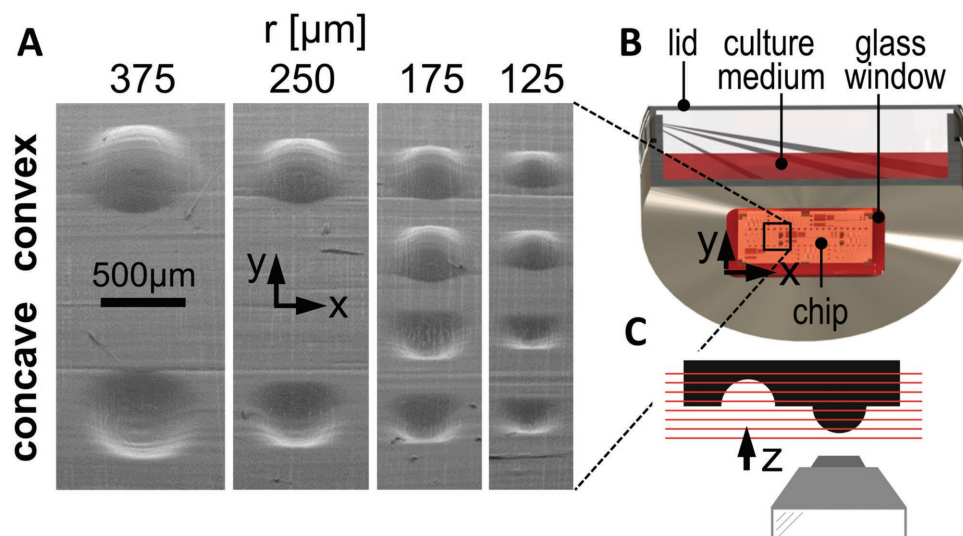 A
r [µm]
375 250 175 125
convex
concave
500µm
y
x
B
lid culture medium glass window
y
x
chip
C
z